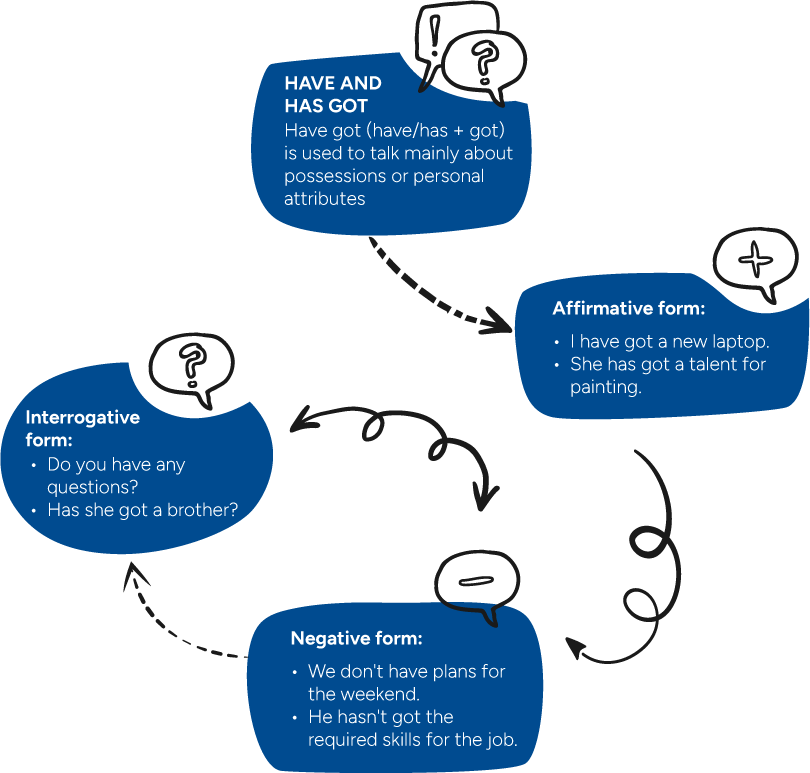 HAVE AND
HAS GOT
Have got (have/has + got)
is used to talk mainly about
possessions or personal
attributes
Affirmative form:
• I have got a new laptop.
• She has got a talent for
painting.
Interrogative
form:
• Do you have any
questions?
• Has she got a brother?
Negative form:
• We don't have plans for
the weekend.
• He hasn't got the
required skills for the job.